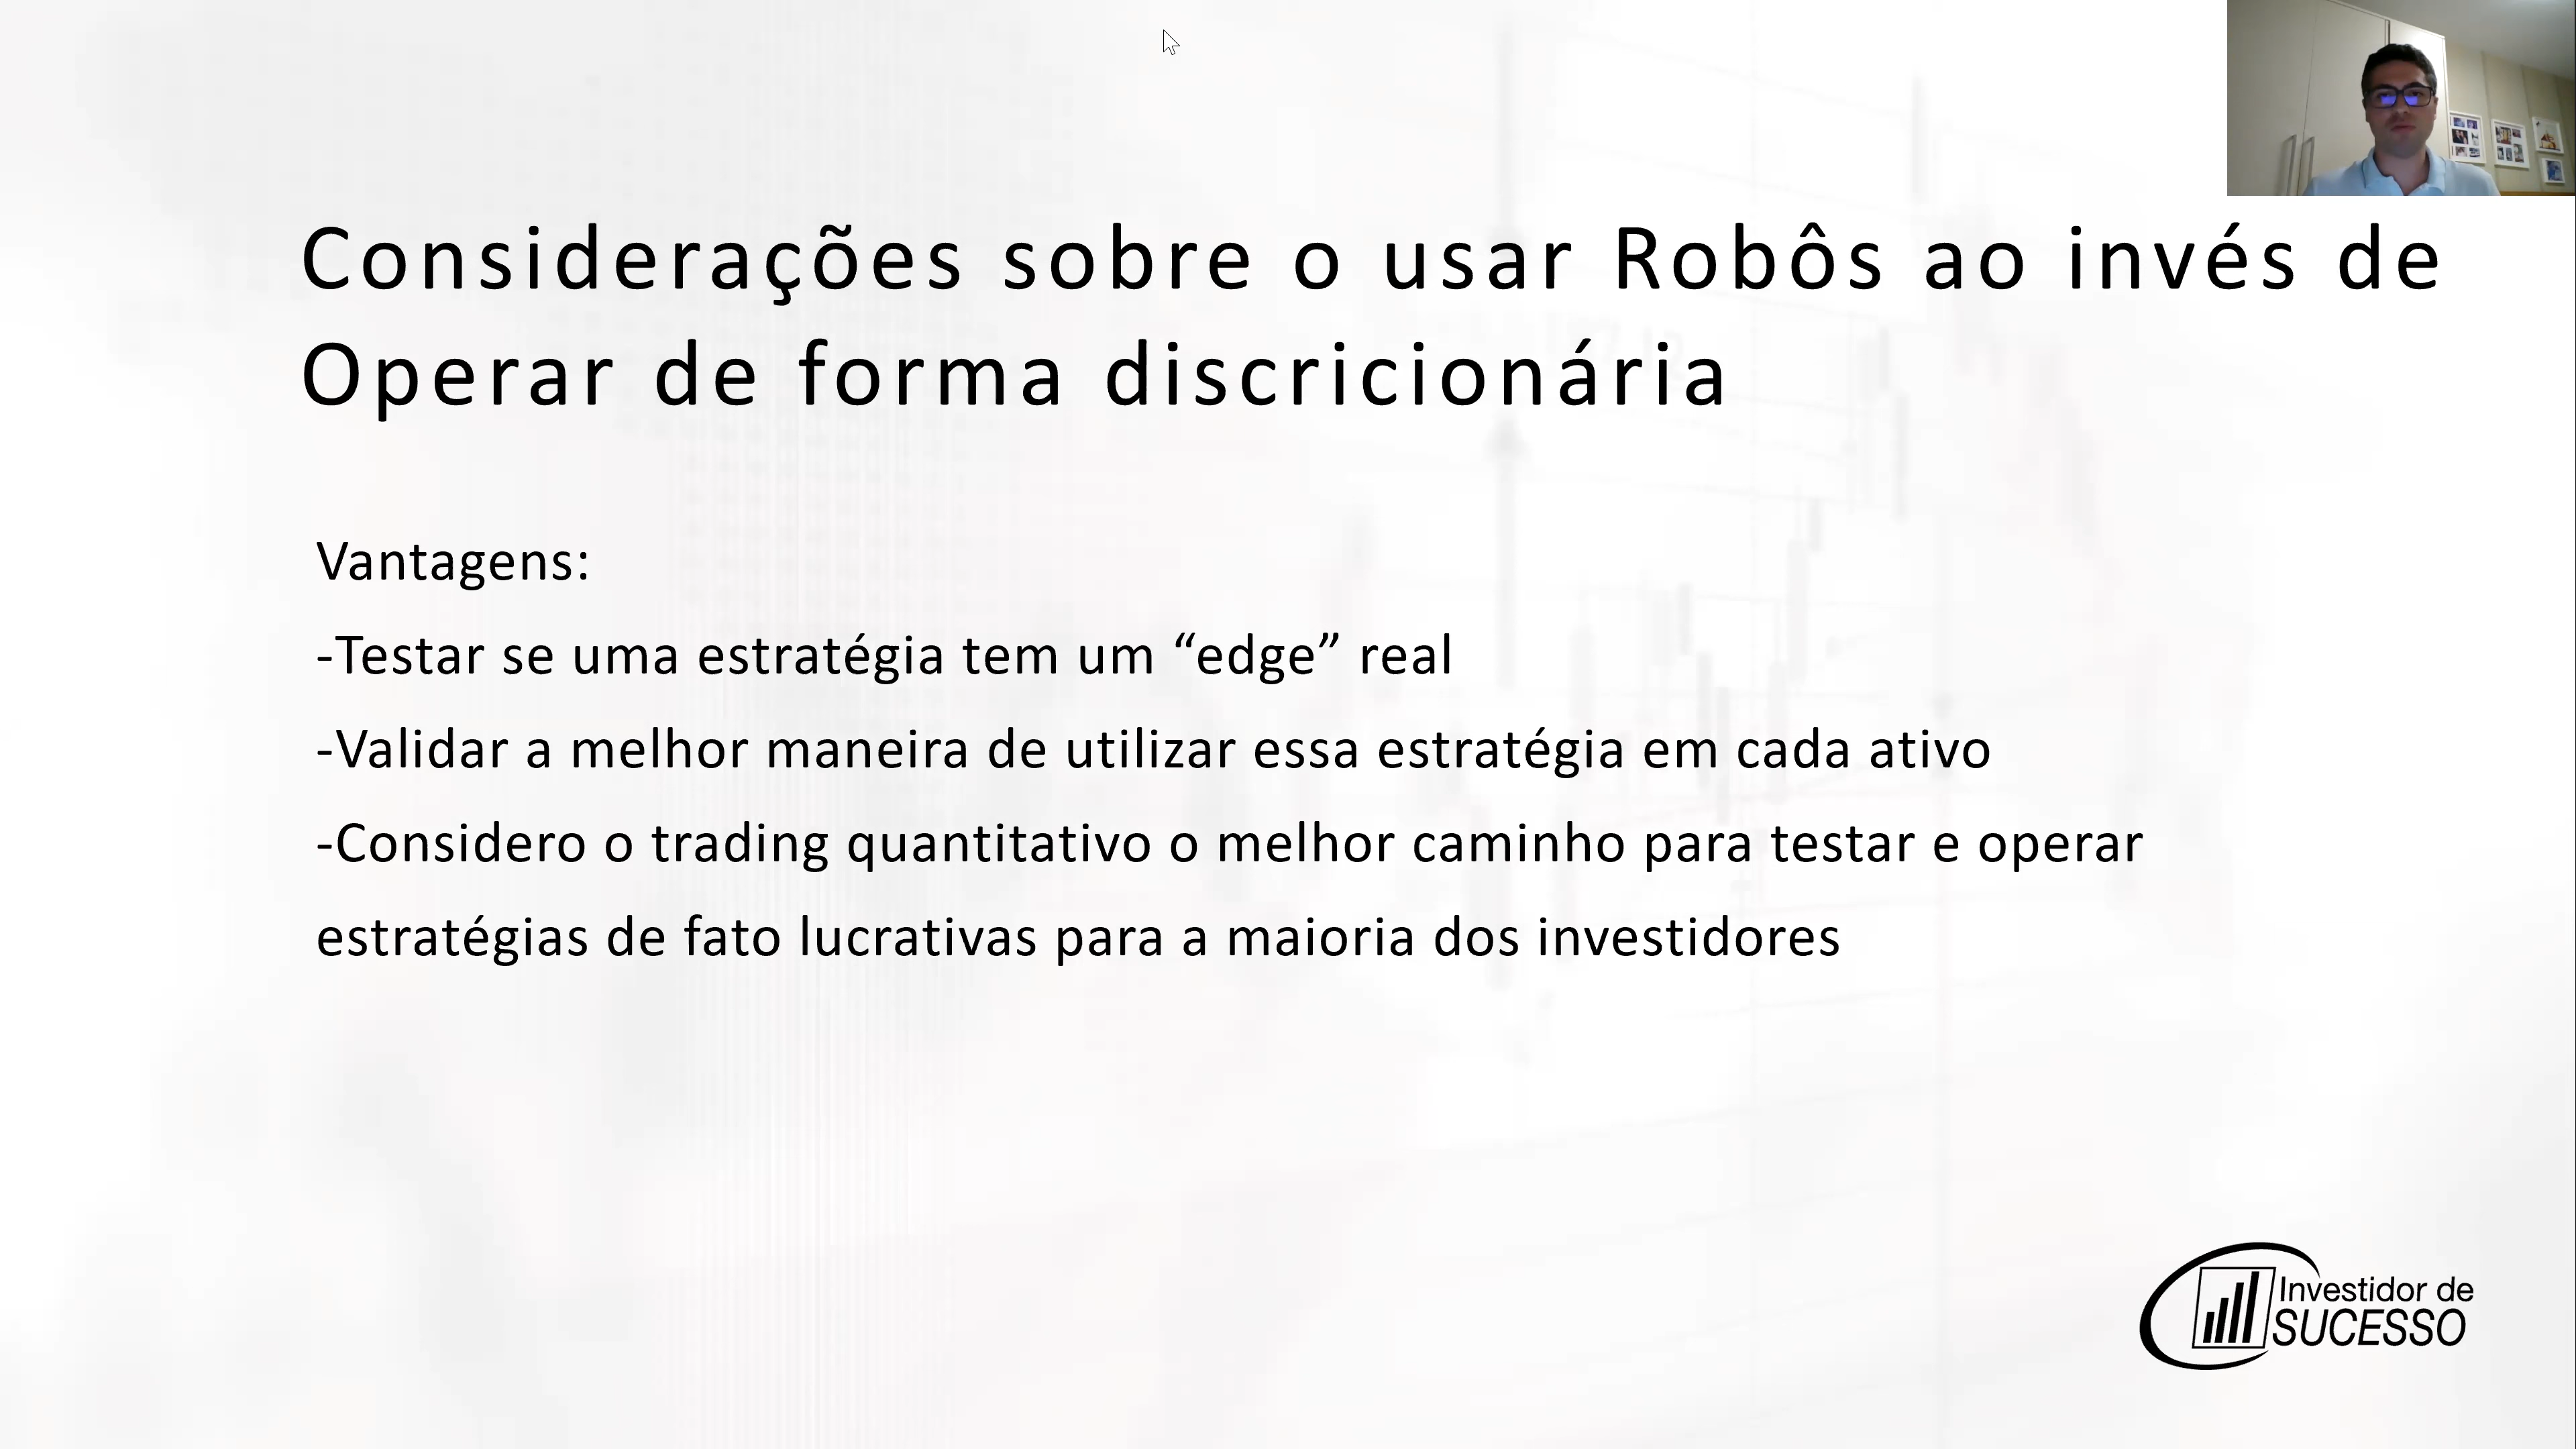 Considerações sobre o usar Robôs ao invés de
Operar de forma discricionária
Vantagens:
-Testar se uma estratégia tem um “edge” real
-Validar a melhor maneira de utilizar essa estratégia em cada ativo
-Considero o trading quantitativo o melhor caminho para testar e operar
estratégias de fato lucrativas para a maioria dos investidores
Investidor de
SUCESSO